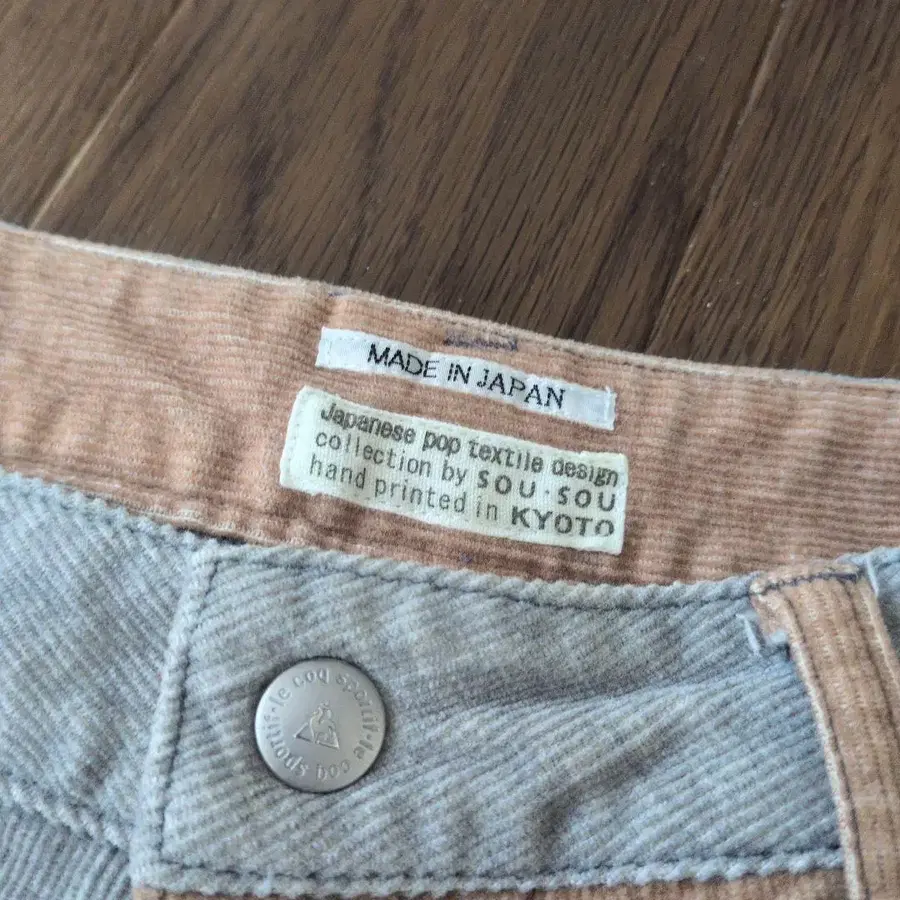 MADE IN JAPAN
Japanese pop textile design
collection by SOU・SOU
hand printed in KYOTO
le coq sportif・le coq sportif・